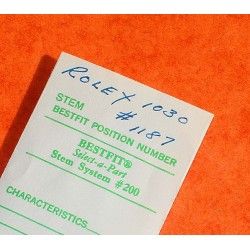 ROLEX 1030
# 1187
STEM
BESTFIT POSITION NUMBER
BESTFIT®
Select-a-Part
Stem System #200
CHARACTERISTICS